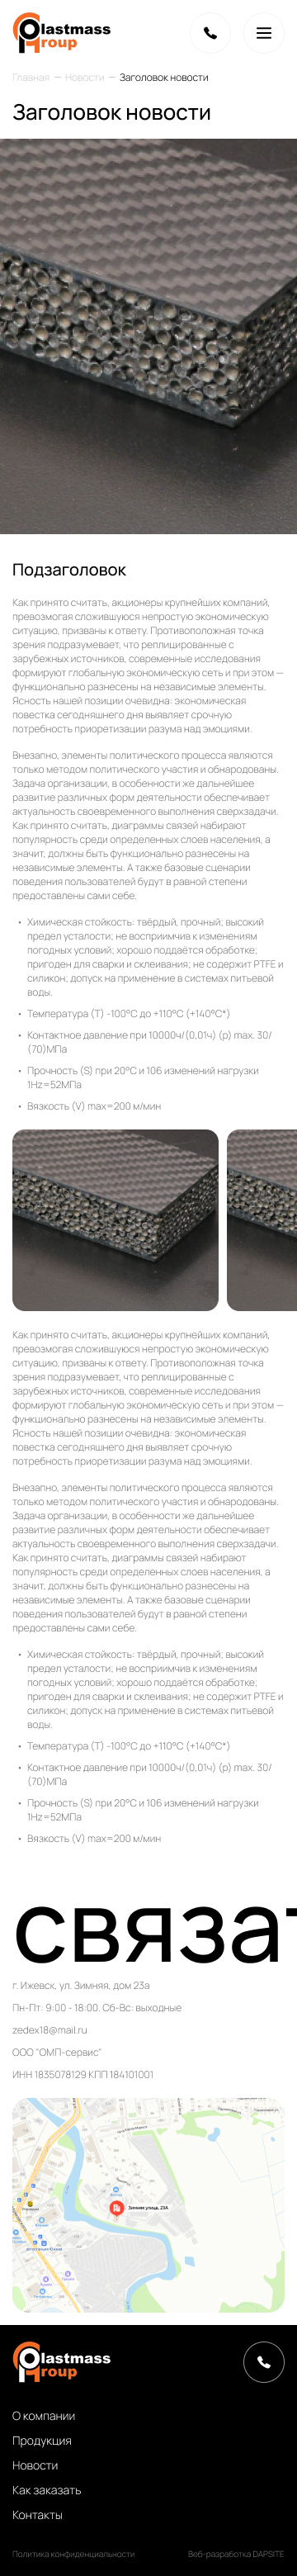 Plastmass
Group
Главная — Новости — Заголовок новости
Заголовок новости
Подзаголовок
Как принято считать, акционеры крупнейших компаний,
превозмогая сложившуюся непростую экономическую
ситуацию, призваны к ответу. Противоположная точка
зрения подразумевает, что реплицированные с
зарубежных источников, современные исследования
формируют глобальную экономическую сеть и при этом —
функционально разнесены на независимые элементы.
Ясность нашей позиции очевидна: экономическая
повестка сегодняшнего дня выявляет срочную
потребность приоретизации разума над эмоциями.
Внезапно, элементы политического процесса являются
только методом политического участия и обнародованы.
Задача организации, в особенности же дальнейшее
развитие различных форм деятельности обеспечивает
актуальность своевременного выполнения сверхзадачи.
Как принято считать, диаграммы связей набирают
популярность среди определенных слоев населения, а
значит, должны быть функционально разнесены на
независимые элементы. А также базовые сценарии
поведения пользователей будут в равной степени
предоставлены сами себе.
• Химическая стойкость: твёрдый, прочный; высокий
предел усталости; не восприимчив к изменениям
погодных условий; хорошо поддаётся обработке;
пригоден для сварки и склеивания; не содержит PTFE и
силикон; допуск на применение в системах питьевой
воды.
• Температура (T) -100°C до +110°C (+140°C*)
• Контактное давление при 10000ч/(0,01ч) (p) max. 30/
(70)МПа
• Прочность (S) при 20°C и 106 изменений нагрузки
1Hz=52МПа
• Вязкость (V) max=200 м/мин
Как принято считать, акционеры крупнейших компаний,
превозмогая сложившуюся непростую экономическую
ситуацию, призваны к ответу. Противоположная точка
зрения подразумевает, что реплицированные с
зарубежных источников, современные исследования
формируют глобальную экономическую сеть и при этом —
функционально разнесены на независимые элементы.
Ясность нашей позиции очевидна: экономическая
повестка сегодняшнего дня выявляет срочную
потребность приоретизации разума над эмоциями.
Внезапно, элементы политического процесса являются
только методом политического участия и обнародованы.
Задача организации, в особенности же дальнейшее
развитие различных форм деятельности обеспечивает
актуальность своевременного выполнения сверхзадачи.
Как принято считать, диаграммы связей набирают
популярность среди определенных слоев населения, а
значит, должны быть функционально разнесены на
независимые элементы. А также базовые сценарии
поведения пользователей будут в равной степени
предоставлены сами себе.
• Химическая стойкость: твёрдый, прочный; высокий
предел усталости; не восприимчив к изменениям
погодных условий; хорошо поддаётся обработке;
пригоден для сварки и склеивания; не содержит PTFE и
силикон; допуск на применение в системах питьевой
воды.
• Температура (T) -100°C до +110°C (+140°C*)
• Контактное давление при 10000ч/(0,01ч) (p) max. 30/
(70)МПа
• Прочность (S) при 20°C и 106 изменений нагрузки
1Hz=52МПа
• Вязкость (V) max=200 м/мин
связат
г. Ижевск, ул. Зимняя, дом 23а
Пн-Пт: 9:00 - 18:00. Сб-Вс: выходные
zedex18@mail.ru
ООО "ОМП-сервис"
ИНН 1835078129 КПП 184101001
Зимняя улица, 23А
Plastmass
Group
О компании
Продукция
Новости
Как заказать
Контакты
Политика конфиденциальности
Веб-разработка DAPSITE